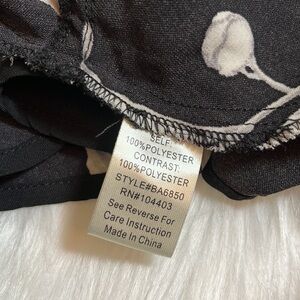 SELF:
100%POLYESTER
CONTRAST:
100%POLYESTER
STYLE#BA6850
RN#104403
See Reverse For
Care Instruction
Made In China